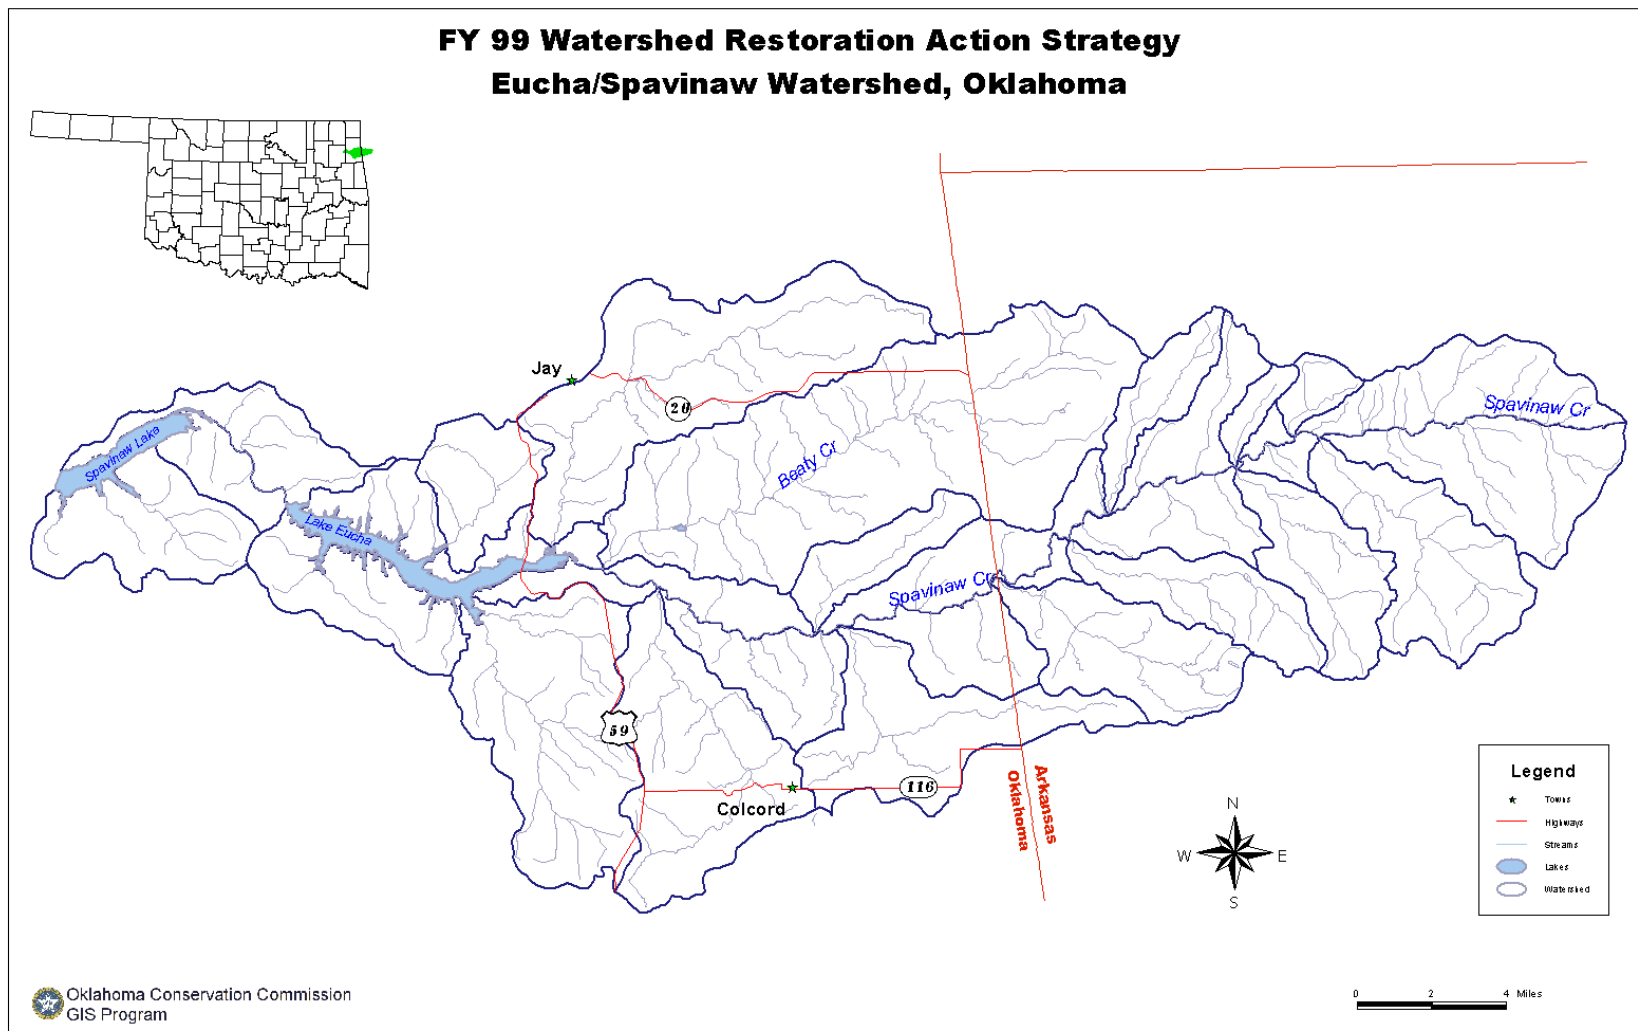 FY 99 Watershed Restoration Action Strategy
Eucha/Spavinaw Watershed, Oklahoma
Jay
20
Spavinaw Cr
Spavinaw Lake
Beaty Cr
Lake Eucha
Spavinaw Cr
59
116
Colcord
Arkansas
Oklahoma
N
W
E
S
Legend
Towns
Highways
Streams
Lakes
Watershed
Oklahoma Conservation Commission
GIS Program
0 2 4 Miles